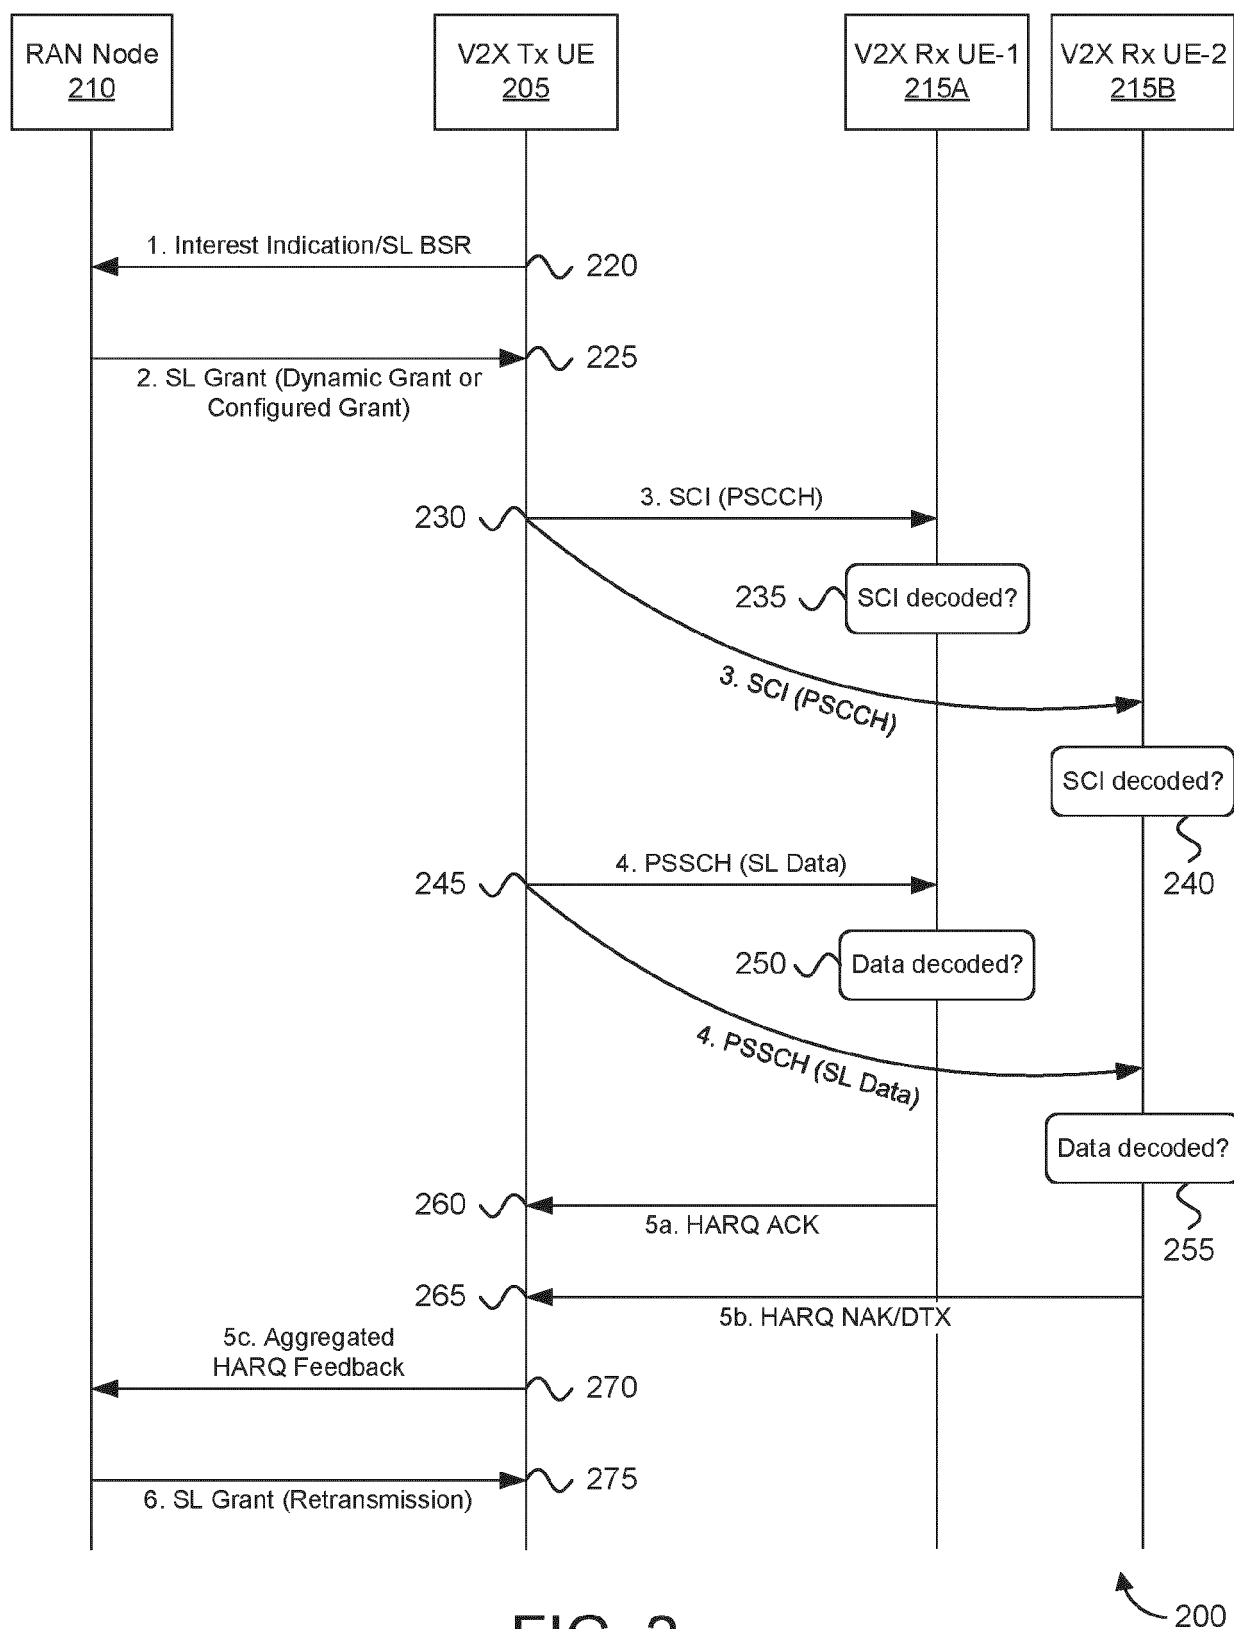 RAN Node
210
V2X Tx UE
205
V2X Rx UE-1
215A
V2X Rx UE-2
215B
1. Interest Indication/SL BSR
220
225
2. SL Grant (Dynamic Grant or
Configured Grant)
3. SCI (PSCCH)
230
235
SCI decoded?
3. SCI (PSCCH)
SCI decoded?
240
4. PSSCH (SL Data)
245
250
Data decoded?
4. PSSCH (SL Data)
Data decoded?
255
260
5a. HARQ ACK
265
5b. HARQ NAK/DTX
5c. Aggregated
HARQ Feedback
270
275
6. SL Grant (Retransmission)
200
FIG.